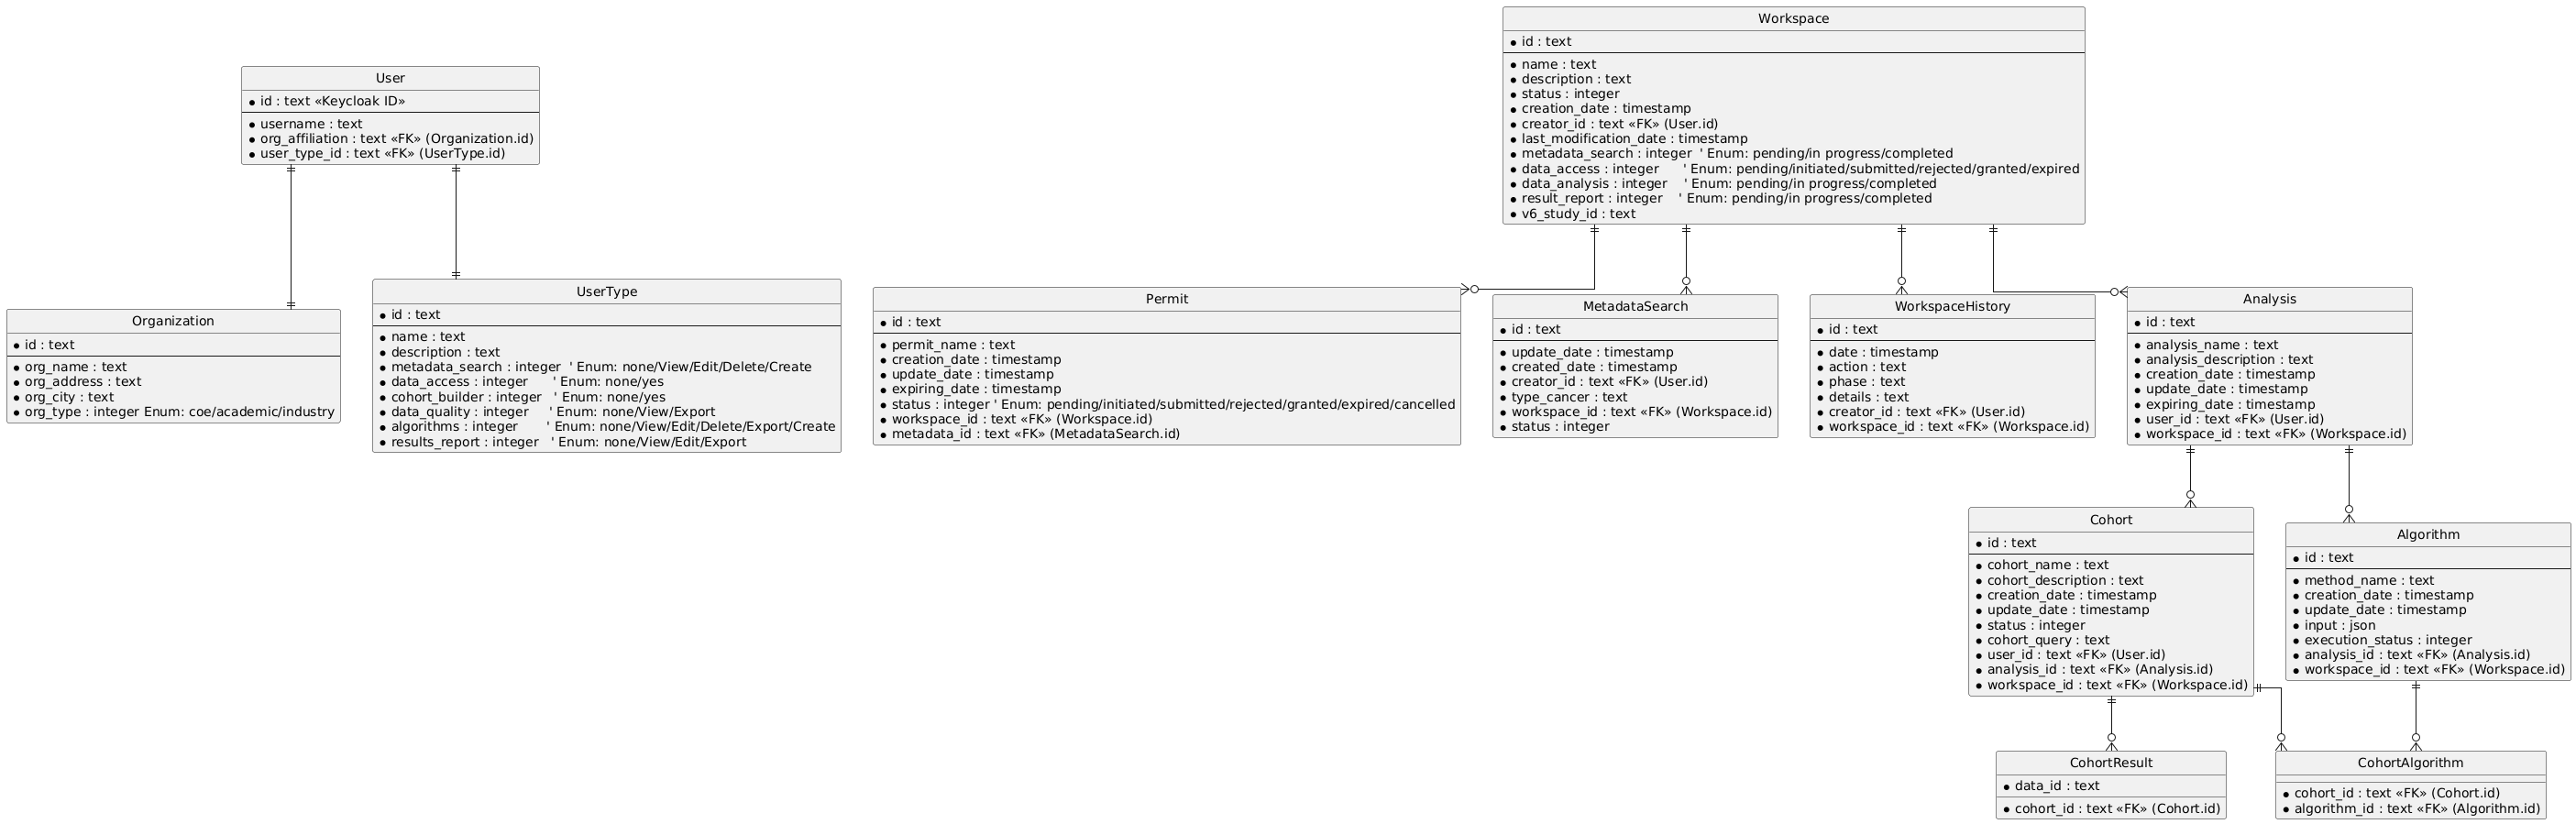 User
id : text «Keycloak ID»
username : text
org_affiliation : text «FK» (Organization.id)
user_type_id : text «FK» (UserType.id)
Workspace
id : text
name : text
description : text
status : integer
creation_date : timestamp
creator_id : text «FK» (User.id)
last_modification_date : timestamp
metadata_search : integer  ' Enum: pending/in progress/completed
data_access : integer      ' Enum: pending/initiated/submitted/rejected/granted/expired
data_analysis : integer    ' Enum: pending/in progress/completed
result_report : integer    ' Enum: pending/in progress/completed
v6_study_id : text
Organization
id : text
org_name : text
org_address : text
org_city : text
org_type : integer Enum: coe/academic/industry
UserType
id : text
name : text
description : text
metadata_search : integer  ' Enum: none/View/Edit/Delete/Create
data_access : integer      ' Enum: none/yes
cohort_builder : integer   ' Enum: none/yes
data_quality : integer     ' Enum: none/View/Export
algorithms : integer       ' Enum: none/View/Edit/Delete/Export/Create
results_report : integer   ' Enum: none/View/Edit/Export
Permit
id : text
permit_name : text
creation_date : timestamp
update_date : timestamp
expiring_date : timestamp
status : integer ' Enum: pending/initiated/submitted/rejected/granted/expired/cancelled
workspace_id : text «FK» (Workspace.id)
metadata_id : text «FK» (MetadataSearch.id)
MetadataSearch
id : text
update_date : timestamp
created_date : timestamp
creator_id : text «FK» (User.id)
type_cancer : text
workspace_id : text «FK» (Workspace.id)
status : integer
WorkspaceHistory
id : text
date : timestamp
action : text
phase : text
details : text
creator_id : text «FK» (User.id)
workspace_id : text «FK» (Workspace.id)
Analysis
id : text
analysis_name : text
analysis_description : text
creation_date : timestamp
update_date : timestamp
expiring_date : timestamp
user_id : text «FK» (User.id)
workspace_id : text «FK» (Workspace.id)
Cohort
id : text
cohort_name : text
cohort_description : text
creation_date : timestamp
update_date : timestamp
status : integer
cohort_query : text
user_id : text «FK» (User.id)
analysis_id : text «FK» (Analysis.id)
workspace_id : text «FK» (Workspace.id)
Algorithm
id : text
method_name : text
creation_date : timestamp
update_date : timestamp
input : json
execution_status : integer
analysis_id : text «FK» (Analysis.id)
workspace_id : text «FK» (Workspace.id)
CohortResult
data_id : text
cohort_id : text «FK» (Cohort.id)
CohortAlgorithm
cohort_id : text «FK» (Cohort.id)
algorithm_id : text «FK» (Algorithm.id)